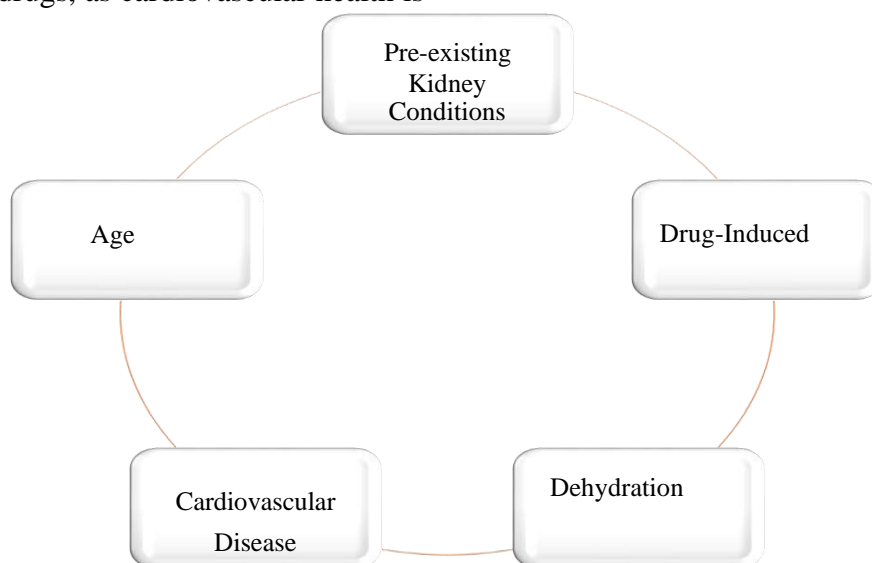 drugs, as cardiovascular health is
Pre-existing
Kidney
Conditions
Age
Drug-Induced
Cardiovascular
Disease
Dehydration